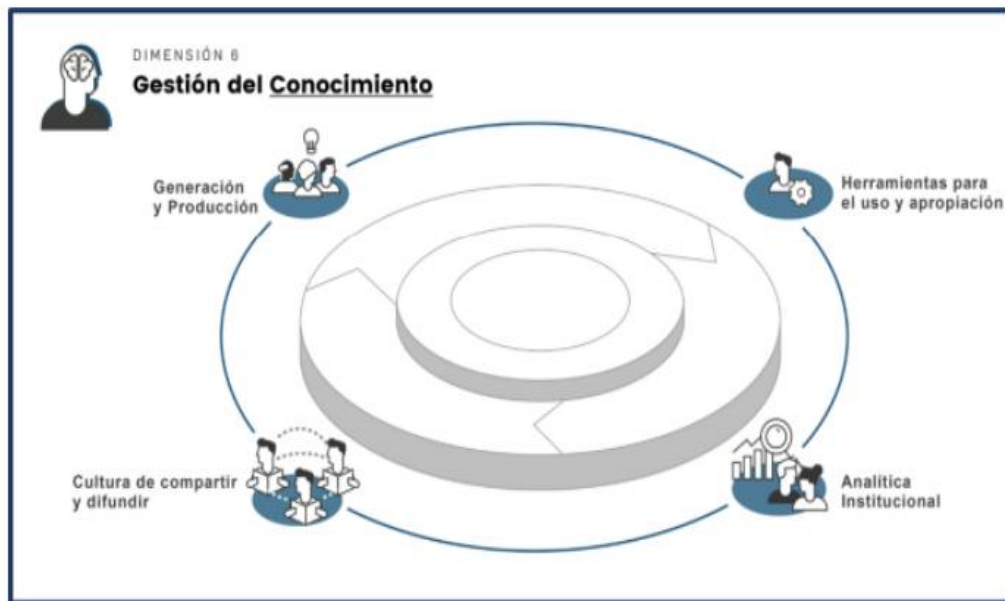 DIMENSIÓN 6
Gestión del Conocimiento
Generación
y Producción
Herramientas para
el uso y apropiación
Cultura de compartir
y difundir
Analítica
Institucional